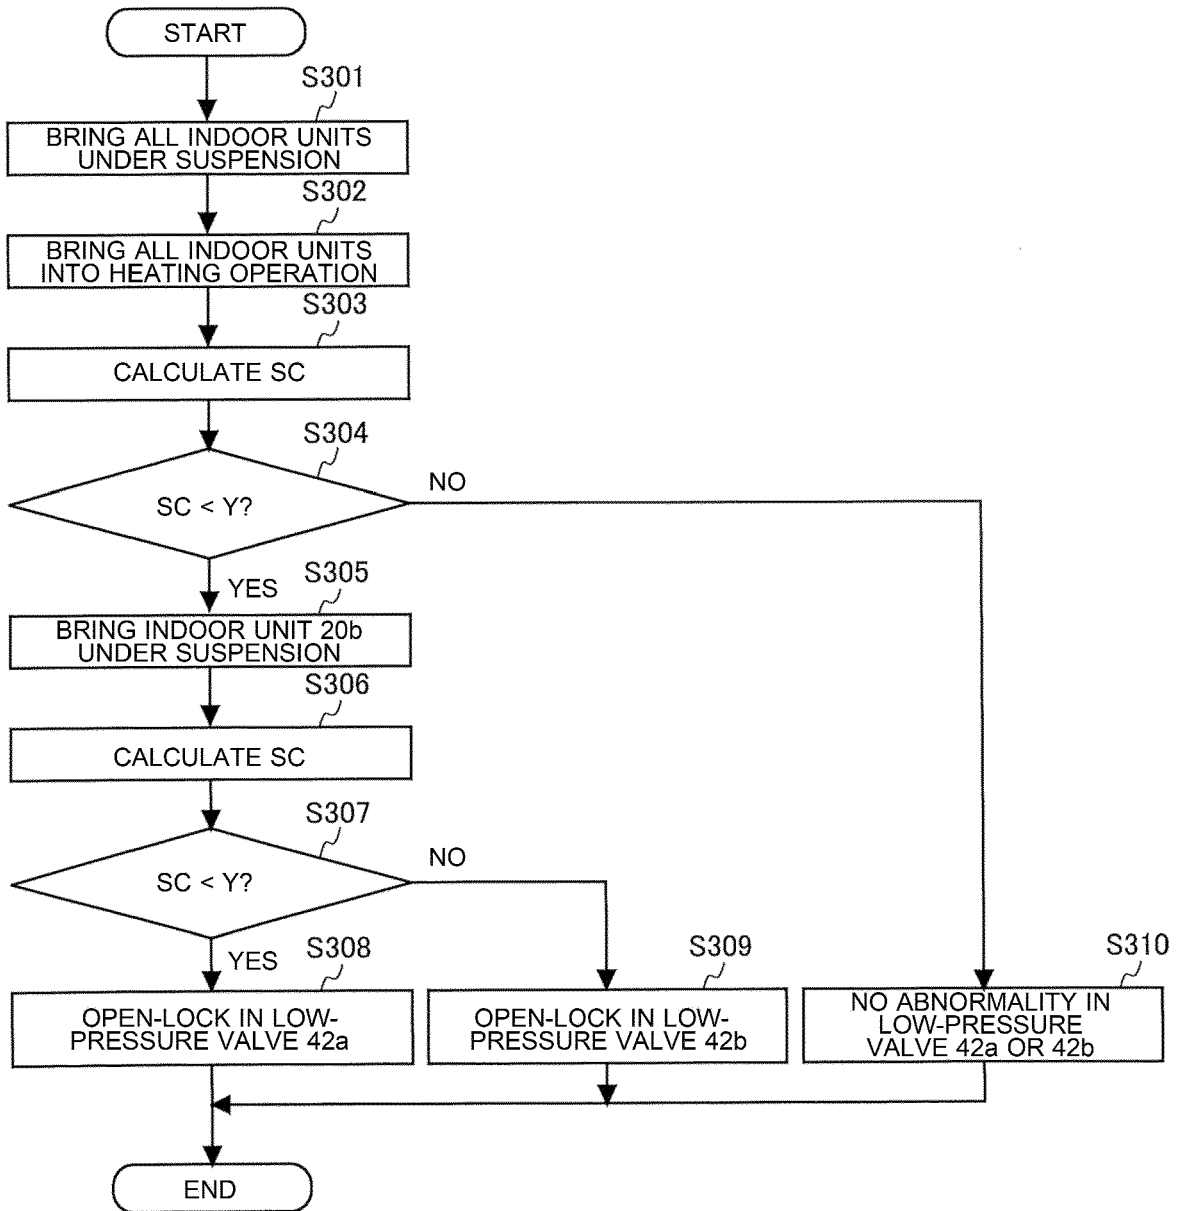 START
S301
BRING ALL INDOOR UNITS
UNDER SUSPENSION
S302
BRING ALL INDOOR UNITS
INTO HEATING OPERATION
S303
CALCULATE SC
S304
SC < Y?
NO
YES
S305
BRING INDOOR UNIT 20b
UNDER SUSPENSION
S306
CALCULATE SC
S307
SC < Y?
NO
YES
S308
OPEN-LOCK IN LOW-
PRESSURE VALVE 42a
S309
OPEN-LOCK IN LOW-
PRESSURE VALVE 42b
S310
NO ABNORMALITY IN
LOW-PRESSURE
VALVE 42a OR 42b
END